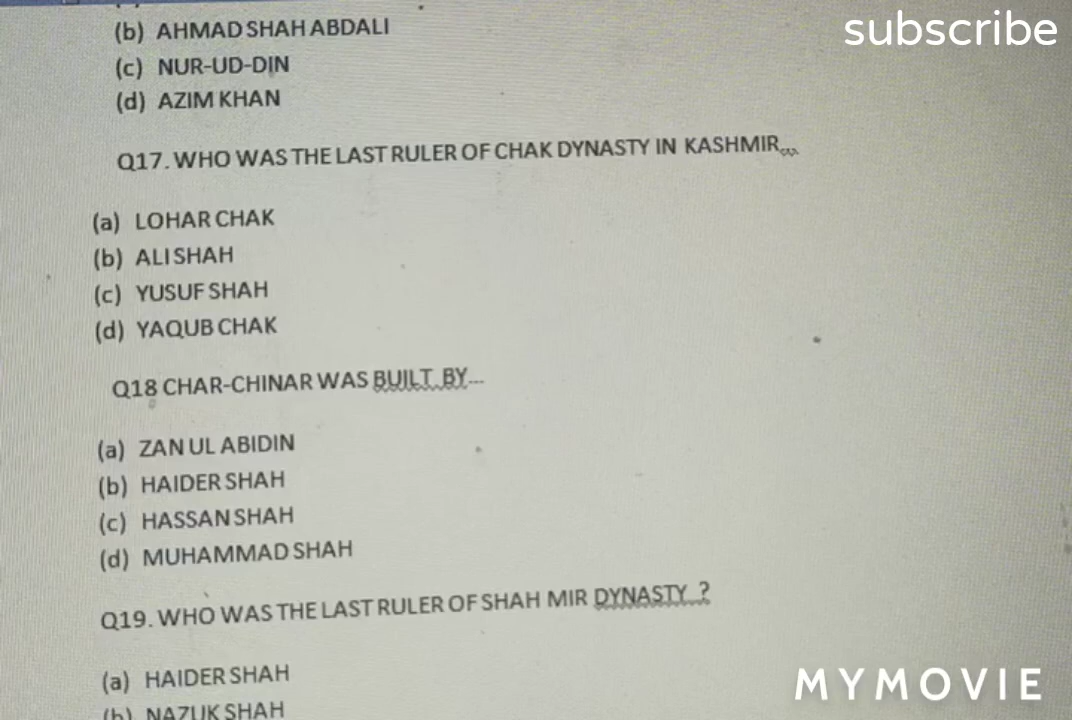 (b) AHMAD SHAH ABDALI
subscribe
(c) NUR-UD-DIN
(d) AZIM KHAN
Q17. WHO WAS THE LAST RULER OF CHAK DYNASTY IN KASHMIR...
(a) LOHAR CHAK
(b) ALI SHAH
(c) YUSUF SHAH
(d) YAQUB CHAK
Q18 CHAR-CHINAR WAS BUILT BY...
(a) ZAN UL ABIDIN
(b) HAIDER SHAH
(c) HASSAN SHAH
(d) MUHAMMAD SHAH
Q19. WHO WAS THE LAST RULER OF SHAH MIR DYNASTY ?
(a) HAIDER SHAH
MYMOVIE
(b) NAZUK SHAH